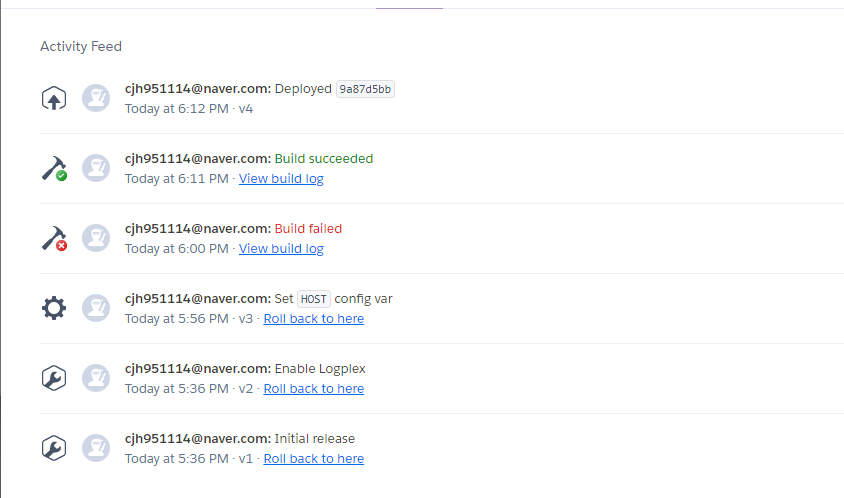 Activity Feed
cjh951114@naver.com: Deployed 9a87d5bb
Today at 6:12 PM · v4
cjh951114@naver.com: Build succeeded
Today at 6:11 PM · View build log
cjh951114@naver.com: Build failed
Today at 6:00 PM · View build log
cjh951114@naver.com: Set HOST config var
Today at 5:56 PM · v3 · Roll back to here
cjh951114@naver.com: Enable Logplex
Today at 5:36 PM · v2 · Roll back to here
cjh951114@naver.com: Initial release
Today at 5:36 PM · v1 · Roll back to here